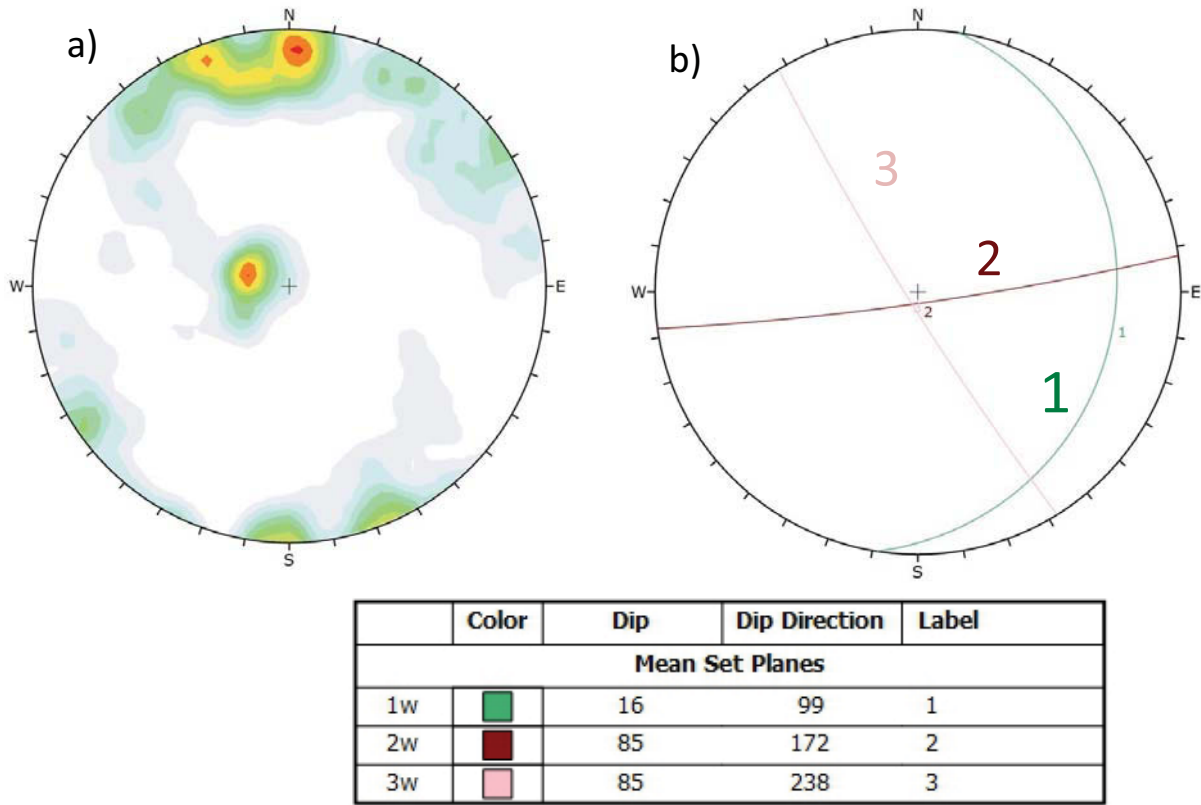 a)
N
W
E
S
b)
N
W
E
S
3
2
2
1
1
Color Dip Dip Direction Label
Mean Set Planes
1w 16 99 1
2w 85 172 2
3w 85 238 3